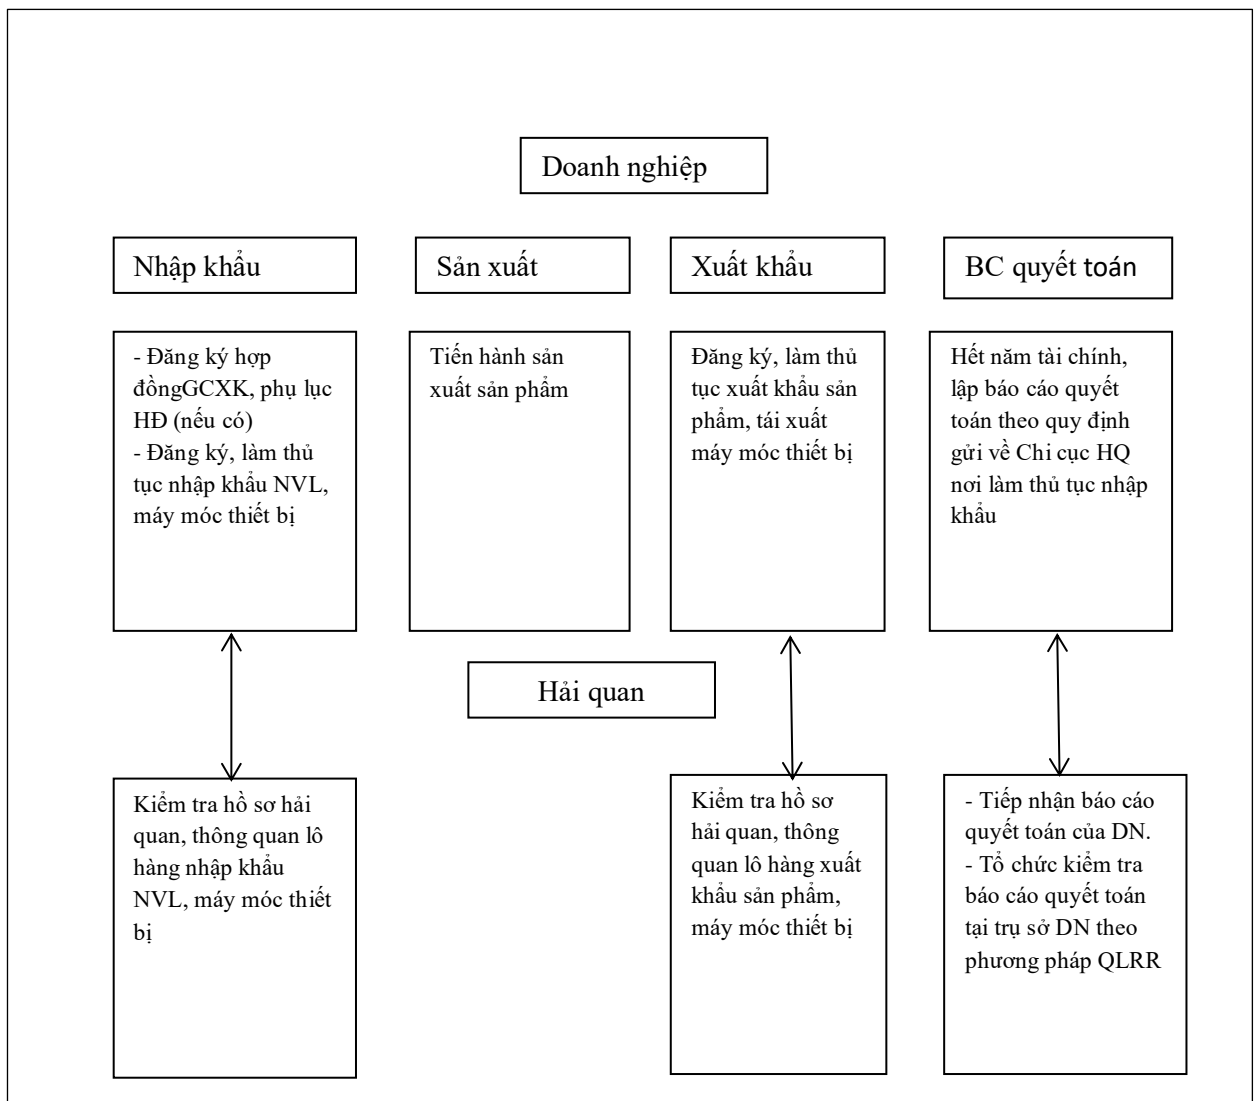 Doanh nghiệp
Nhập khẩu
Sản xuất
Xuất khẩu
BC quyết toán
- Đăng ký hợp
đồngGCXK, phụ lục
HĐ (nếu có)
- Đăng ký, làm thủ
tục nhập khẩu NVL,
máy móc thiết bị
Tiến hành sản
xuất sản phẩm
Đăng ký, làm thủ
tục xuất khẩu sản
phẩm, tái xuất
máy móc thiết bị
Hết năm tài chính,
lập báo cáo quyết
toán theo quy định
gửi về Chi cục HQ
nơi làm thủ tục nhập
khẩu
Hải quan
Kiểm tra hồ sơ hải
quan, thông quan lô
hàng nhập khẩu
NVL, máy móc thiết
bị
Kiểm tra hồ sơ
hải quan, thông
quan lô hàng xuất
khẩu sản phẩm,
máy móc thiết bị
- Tiếp nhận báo cáo
quyết toán của DN.
- Tổ chức kiểm tra
báo cáo quyết toán
tại trụ sở DN theo
phương pháp QLRR